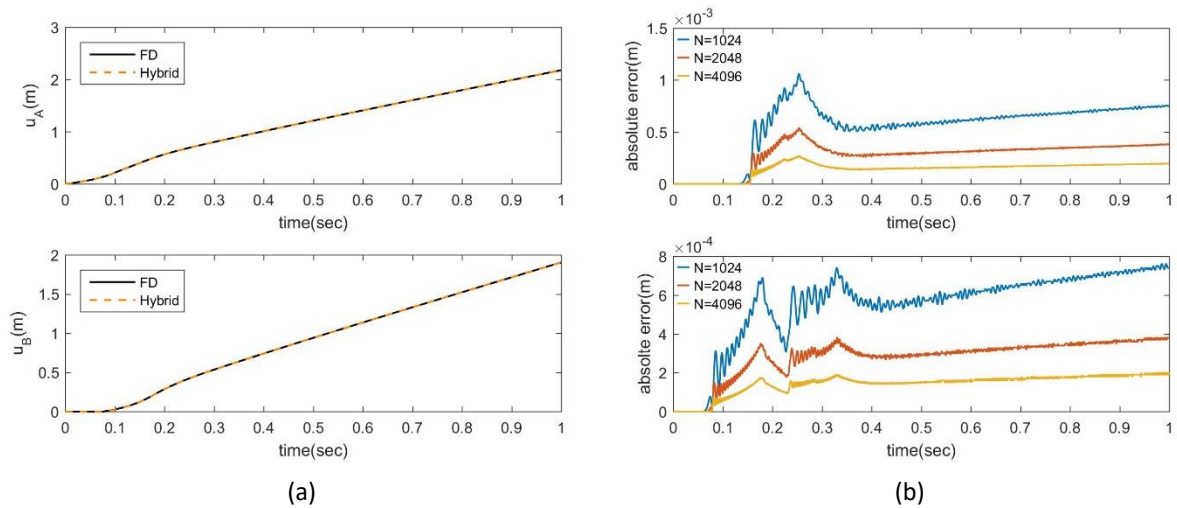 3
2
1
0
u_A(m)
FD
Hybrid
0 0.1 0.2 0.3 0.4 0.5 0.6 0.7 0.8 0.9 1
time(sec)
2
1.5
1
0.5
0
u_B(m)
FD
Hybrid
0 0.1 0.2 0.3 0.4 0.5 0.6 0.7 0.8 0.9 1
time(sec)
(a)
×10⁻³
1.5
1
0.5
0
absolute error(m)
N=1024
N=2048
N=4096
0 0.1 0.2 0.3 0.4 0.5 0.6 0.7 0.8 0.9 1
time(sec)
×10⁻⁴
8
6
4
2
0
absolte error(m)
N=1024
N=2048
N=4096
0 0.1 0.2 0.3 0.4 0.5 0.6 0.7 0.8 0.9 1
time(sec)
(b)